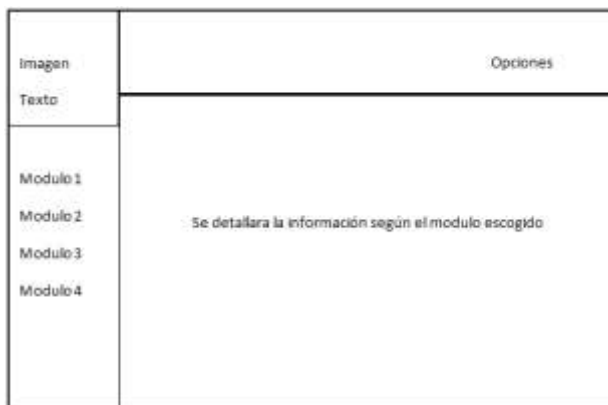 Imagen
Texto
Opciones
Modulo 1
Modulo 2
Modulo 3
Modulo 4
Se detallara la información según el modulo escogido